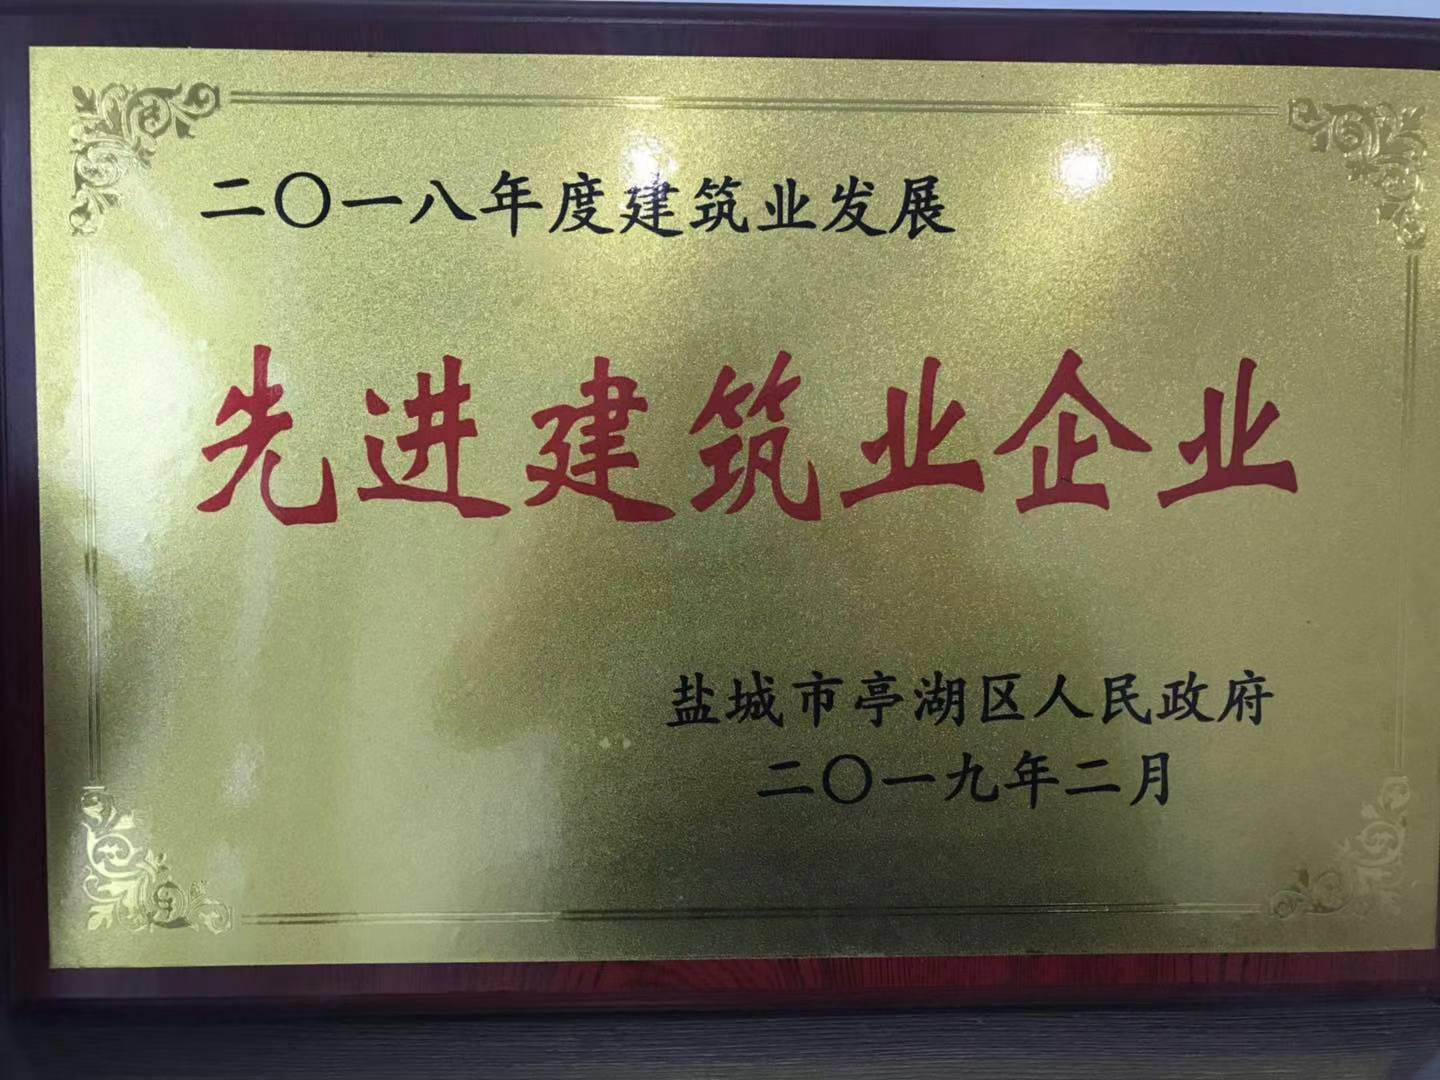 二〇一八年度建筑业发展
先进建筑业企业
盐城市亭湖区人民政府
二〇一九年二月